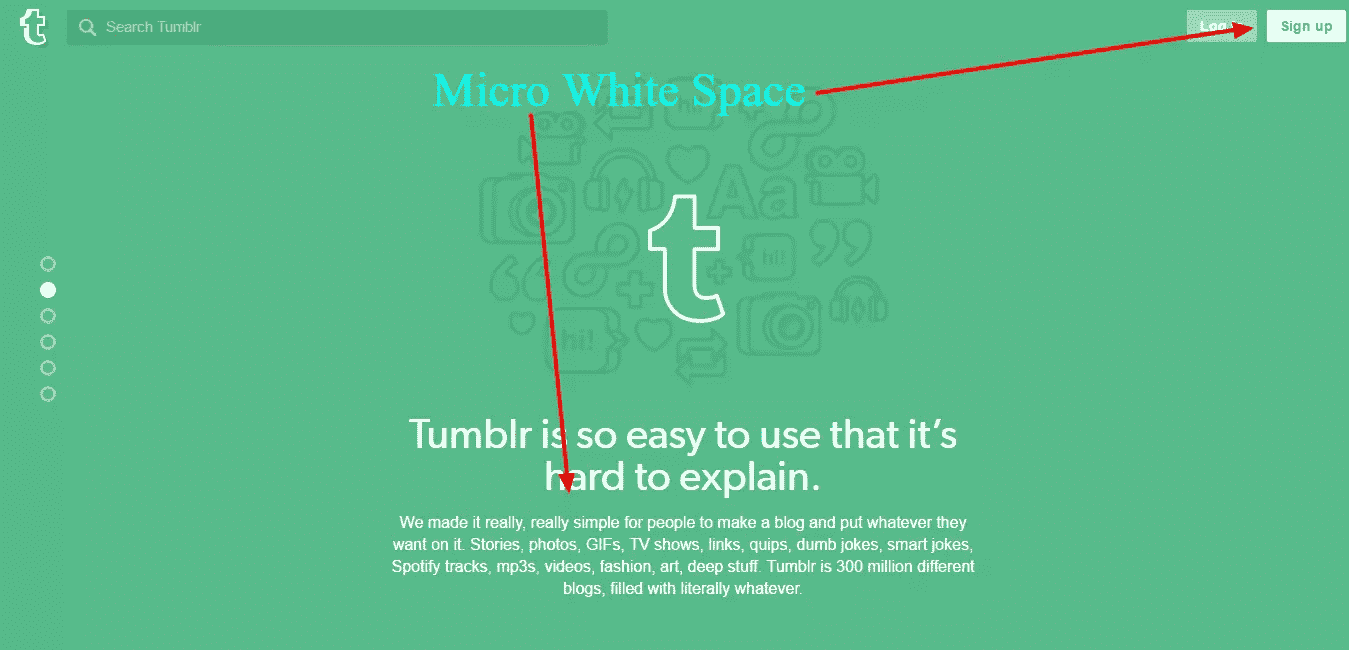 t Search Tumblr Log Sign up
Micro White Space
hi!
Aa
hi!
t
hi!
Tumblr is so easy to use that it’s
hard to explain.
We made it really, really simple for people to make a blog and put whatever they
want on it. Stories, photos, GIFs, TV shows, links, quips, dumb jokes, smart jokes,
Spotify tracks, mp3s, videos, fashion, art, deep stuff. Tumblr is 300 million different
blogs, filled with literally whatever.